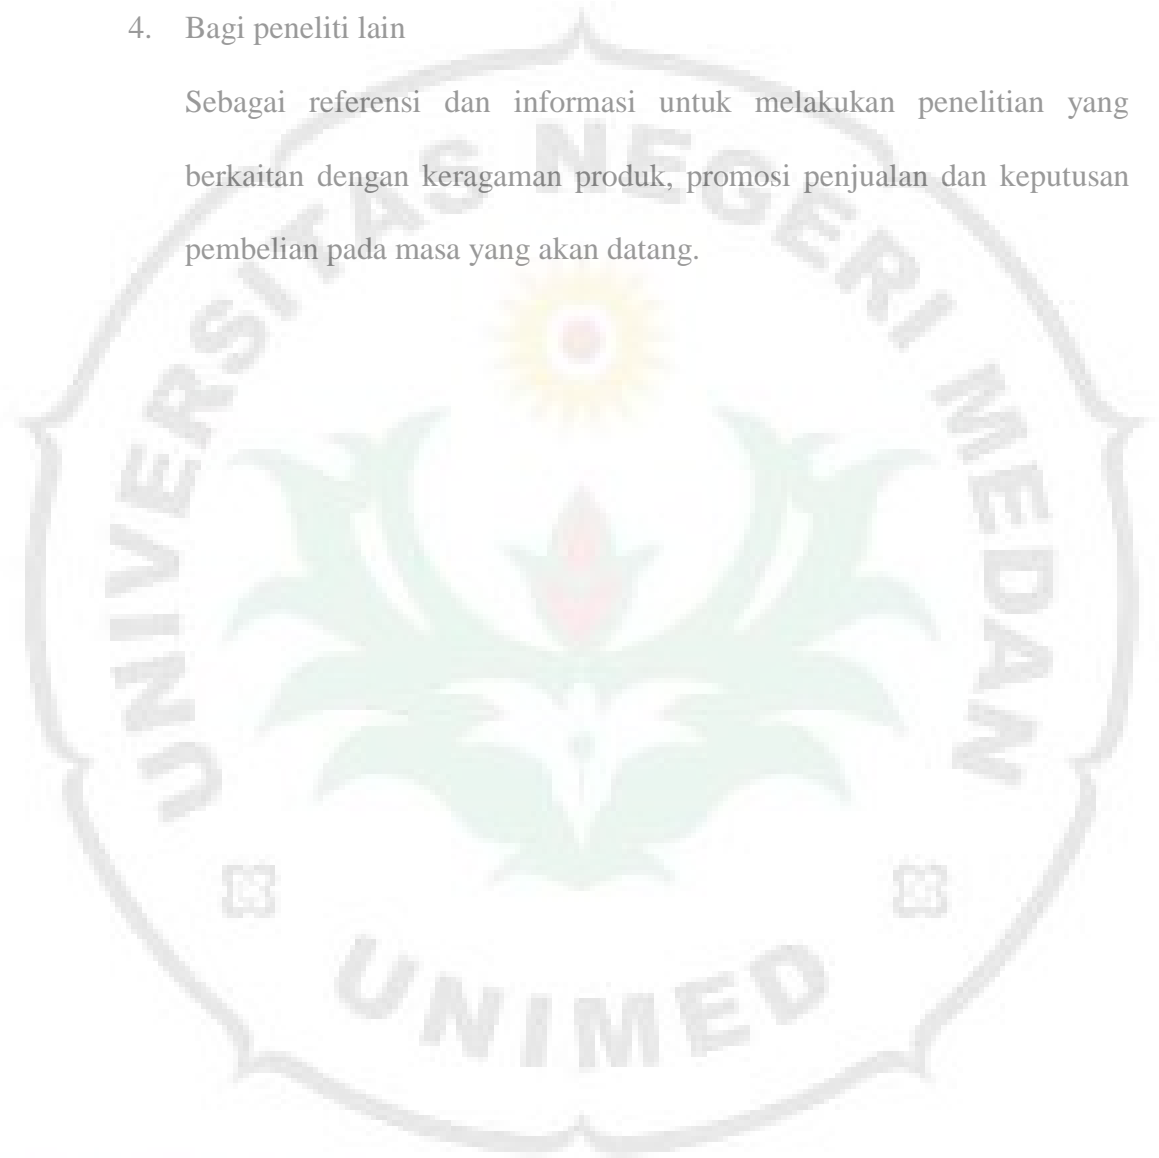 4. Bagi peneliti lain
Sebagai referensi dan informasi untuk melakukan penelitian yang
berkaitan dengan keragaman produk, promosi penjualan dan keputusan
pembelian pada masa yang akan datang.
UNIVERSITAS NEGERI MEDAN
UNIMED